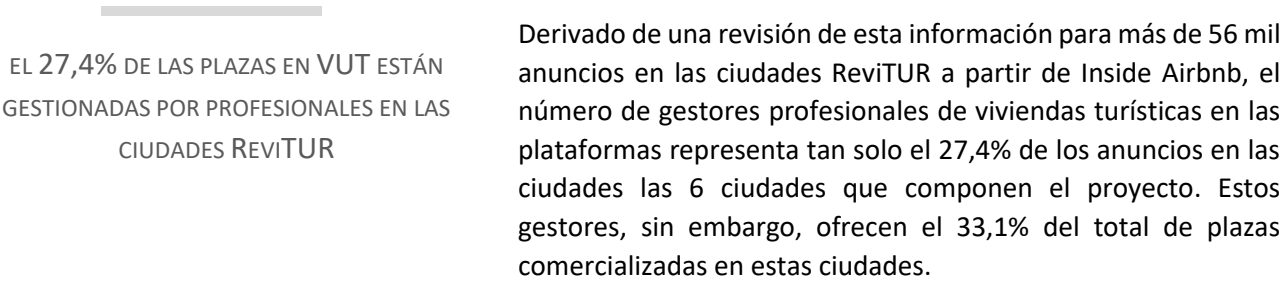 EL 27,4% DE LAS PLAZAS EN VUT ESTÁN
GESTIONADAS POR PROFESIONALES EN LAS
CIUDADES REVITUR
Derivado de una revisión de esta información para más de 56 mil
anuncios en las ciudades ReviTUR a partir de Inside Airbnb, el
número de gestores profesionales de viviendas turísticas en las
plataformas representa tan solo el 27,4% de los anuncios en las
ciudades las 6 ciudades que componen el proyecto. Estos
gestores, sin embargo, ofrecen el 33,1% del total de plazas
comercializadas en estas ciudades.